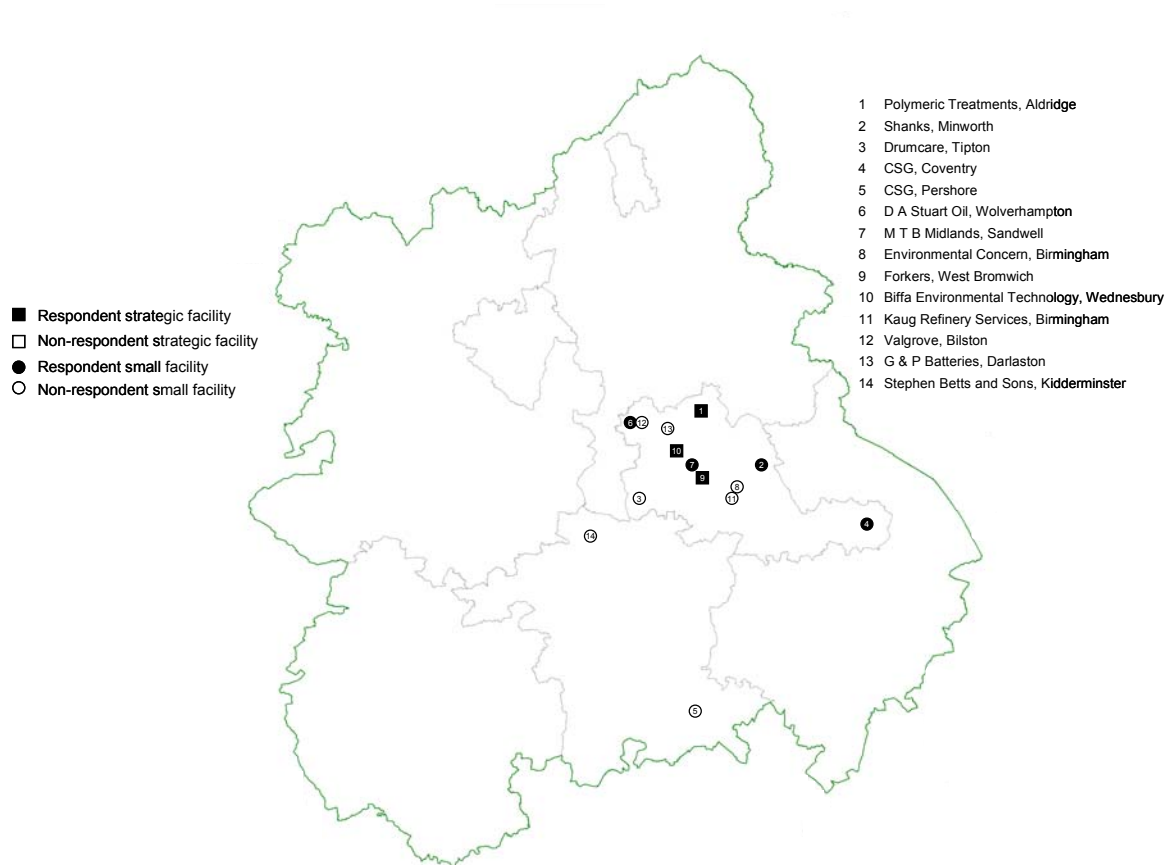 1 Polymeric Treatments, Aldridge
2 Shanks, Minworth
3 Drumcare, Tipton
4 CSG, Coventry
5 CSG, Pershore
6 D A Stuart Oil, Wolverhampton
7 M T B Midlands, Sandwell
8 Environmental Concern, Birmingham
9 Forkers, West Bromwich
10 Biffa Environmental Technology, Wednesbury
11 Kaug Refinery Services, Birmingham
12 Valgrove, Bilston
13 G & P Batteries, Darlaston
14 Stephen Betts and Sons, Kidderminster
Respondent strategic facility
Non-respondent strategic facility
Respondent small facility
Non-respondent small facility
1
6 12
13
10
7 2
9
8
3 11
4
14
5